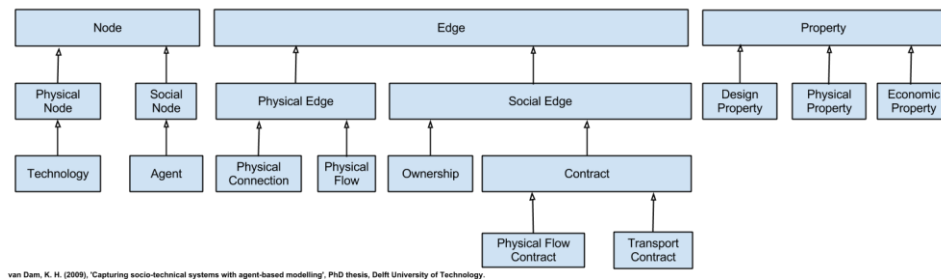 Node
Edge
Property
Physical
Node
Social
Node
Physical Edge
Social Edge
Design
Property
Physical
Property
Economic
Property
Technology
Agent
Physical
Connection
Physical
Flow
Ownership
Contract
Physical Flow
Contract
Transport
Contract
van Dam, K. H. (2009), 'Capturing socio-technical systems with agent-based modelling', PhD thesis, Delft University of Technology.